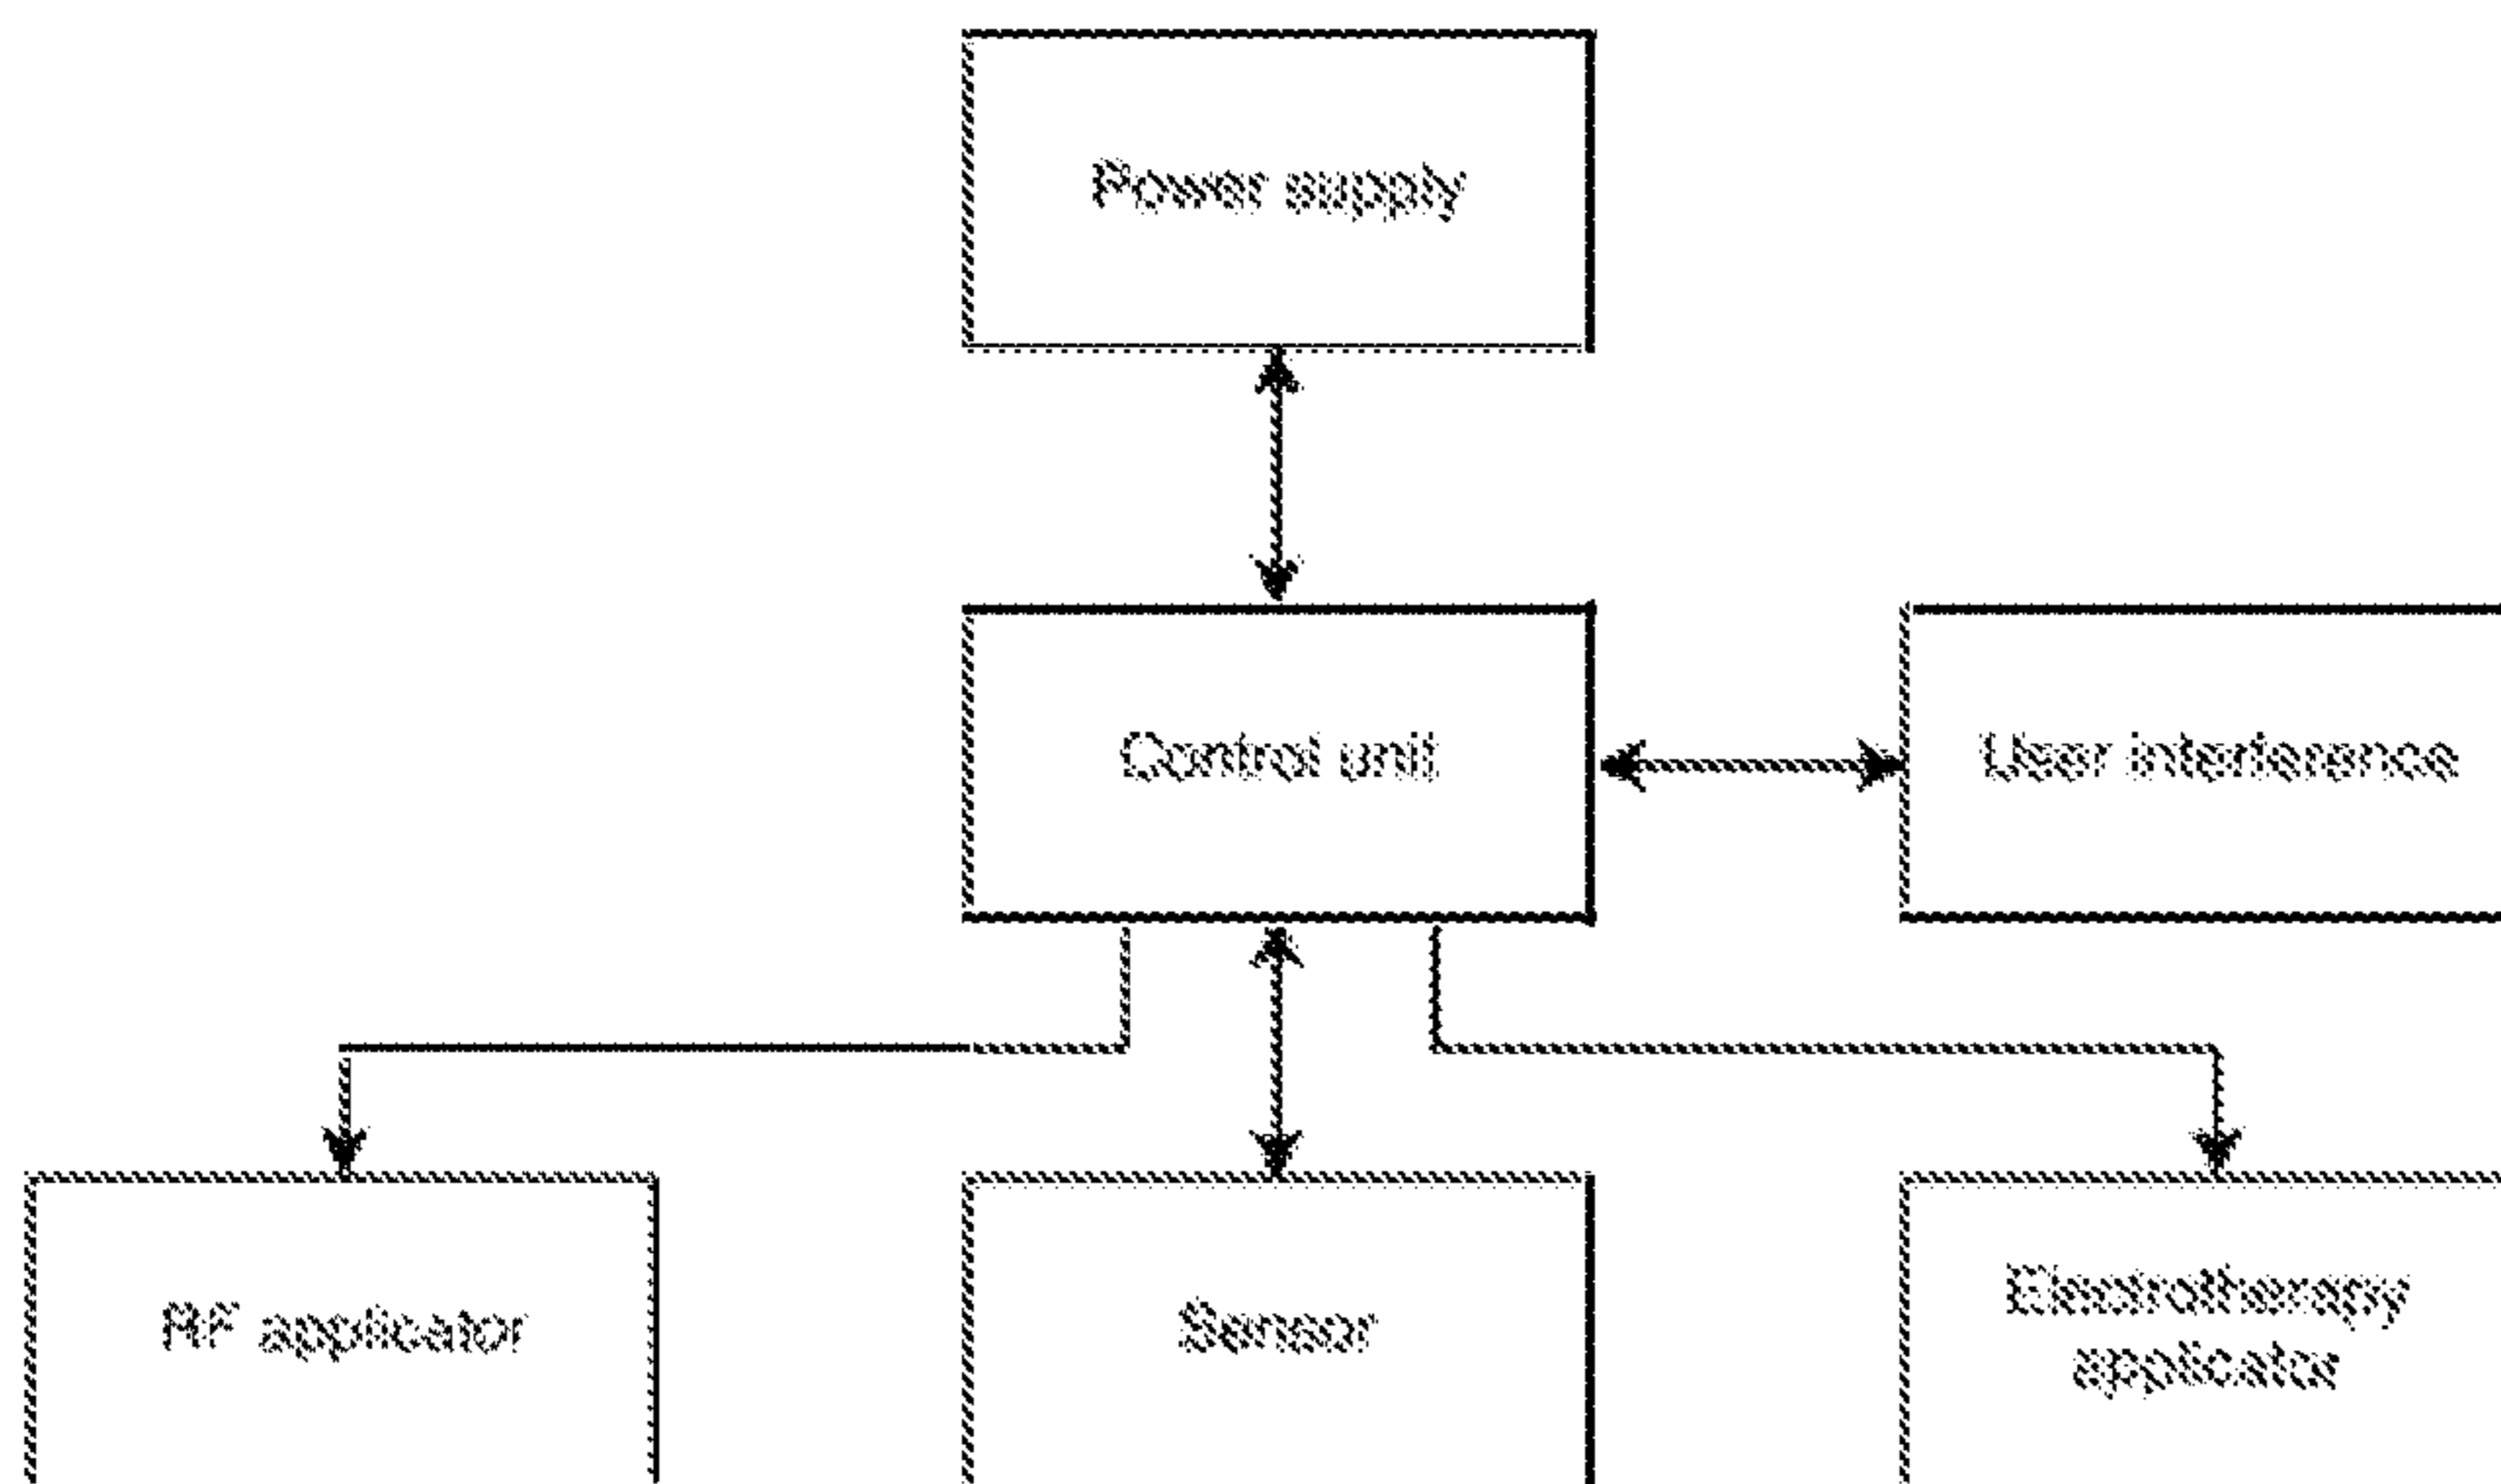 Power supply
Control unit
User interference
RF applicator
Sensor
Electrotherapy
applicator